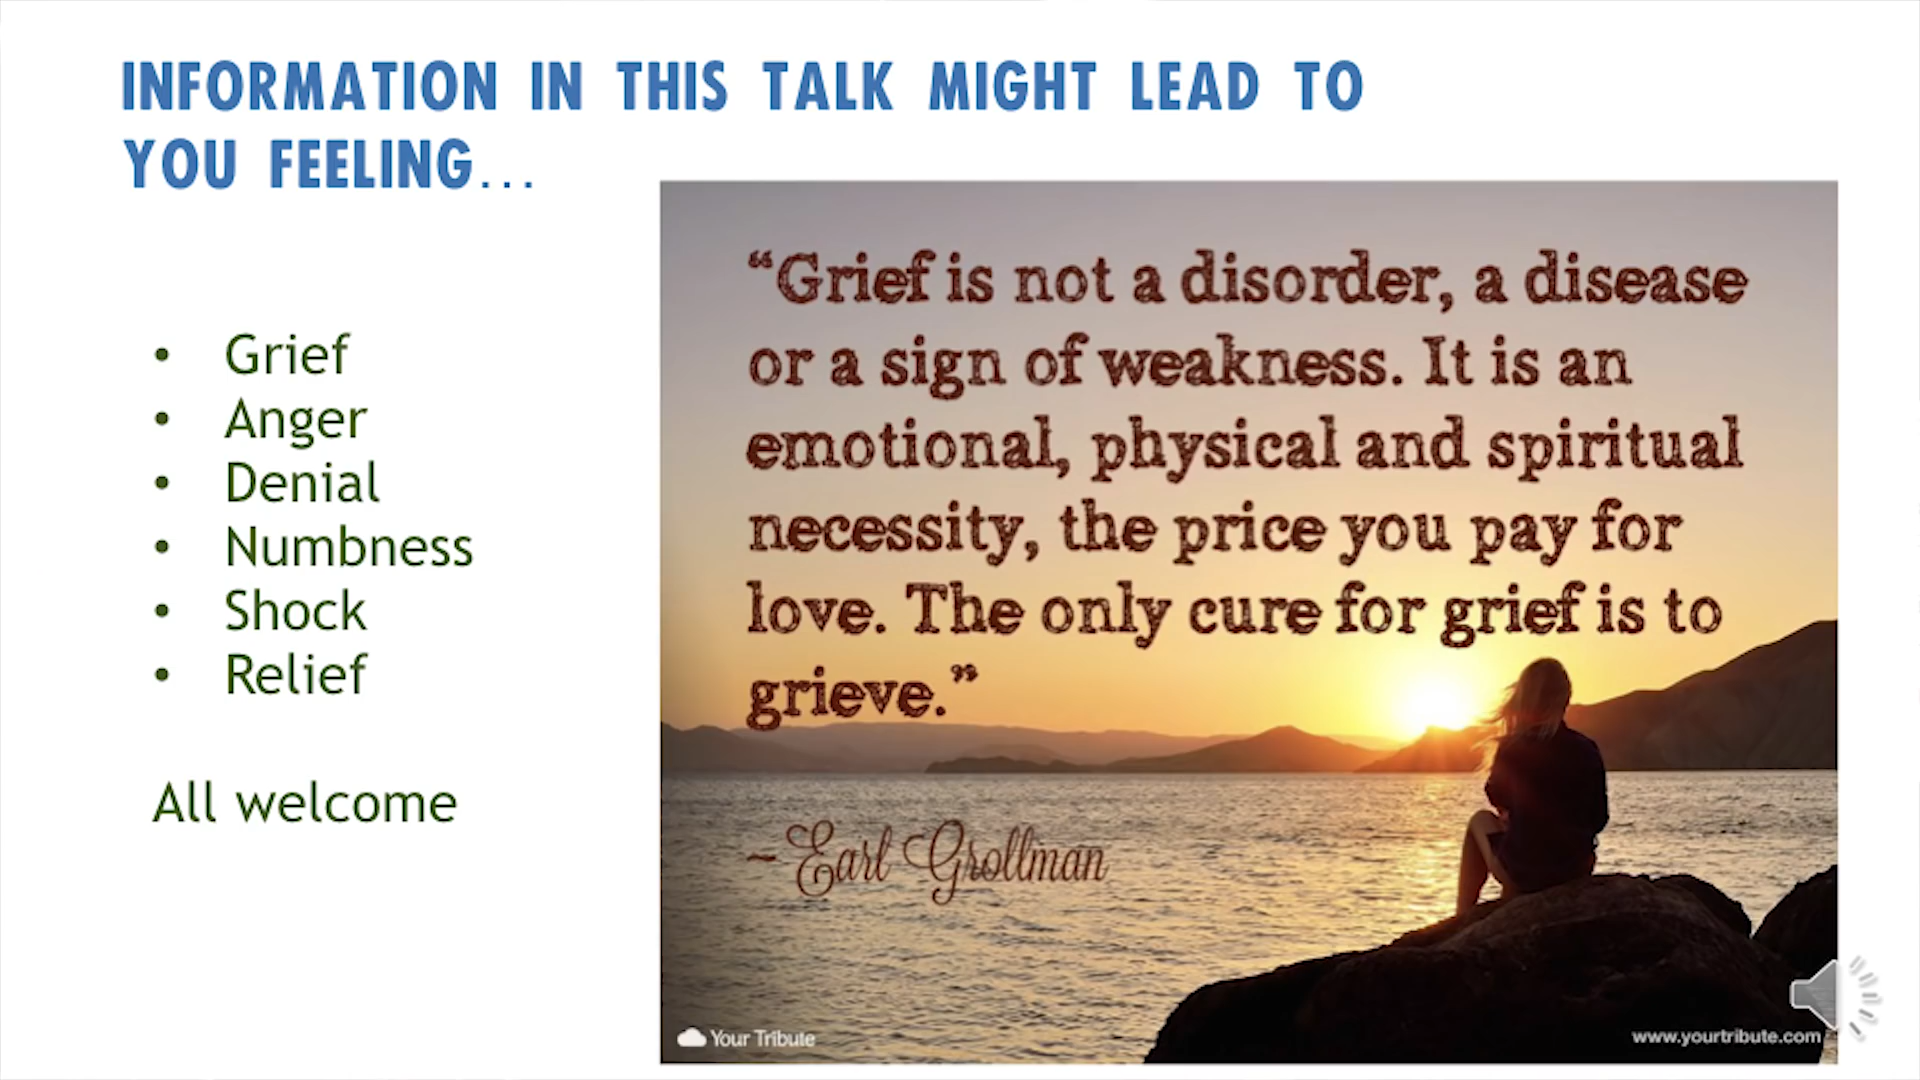 INFORMATION IN THIS TALK MIGHT LEAD TO
YOU FEELING...
• Grief
• Anger
• Denial
• Numbness
• Shock
• Relief
All welcome
“Grief is not a disorder, a disease
or a sign of weakness. It is an
emotional, physical and spiritual
necessity, the price you pay for
love. The only cure for grief is to
grieve.”
~Earl Grollman
Your Tribute
www.yourtribute.com